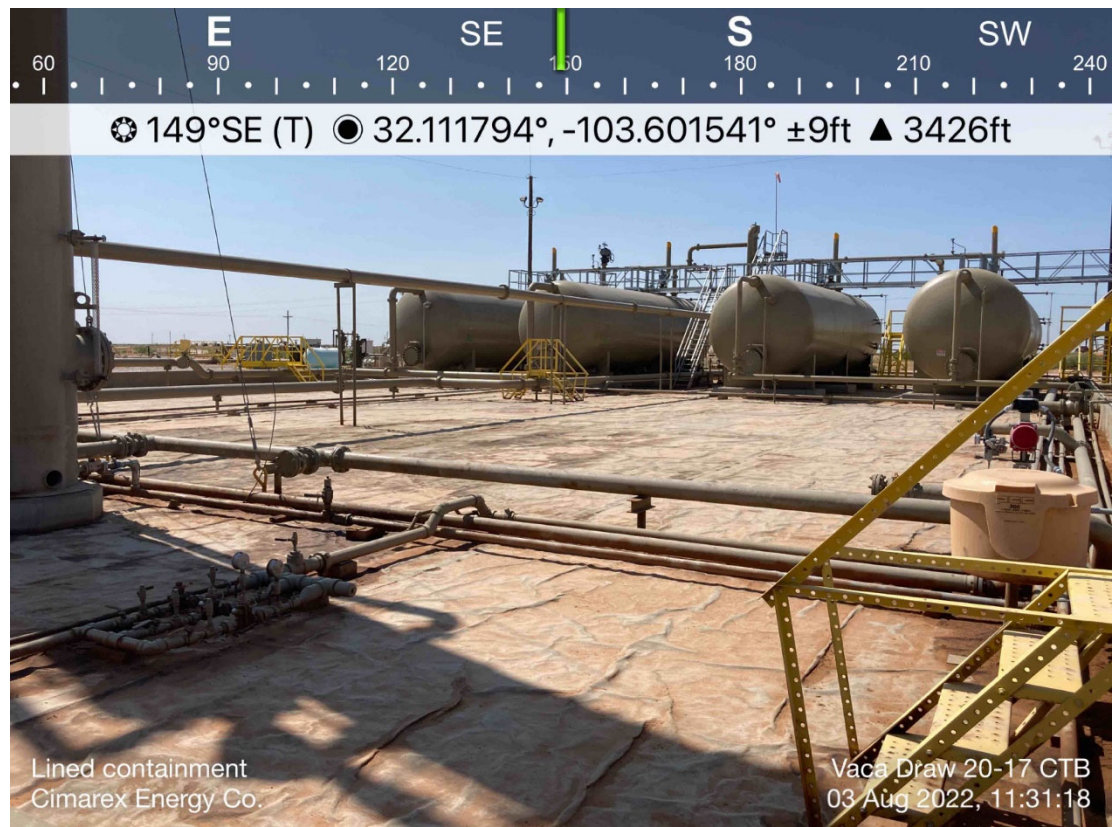 E SE S SW
60 90 120 150 180 210 240
149°SE (T) 32.111794°, -103.601541° ±9ft ▲ 3426ft
Lined containment
Cimarex Energy Co.
Vaca Draw 20-17 CTB
03 Aug 2022, 11:31:18